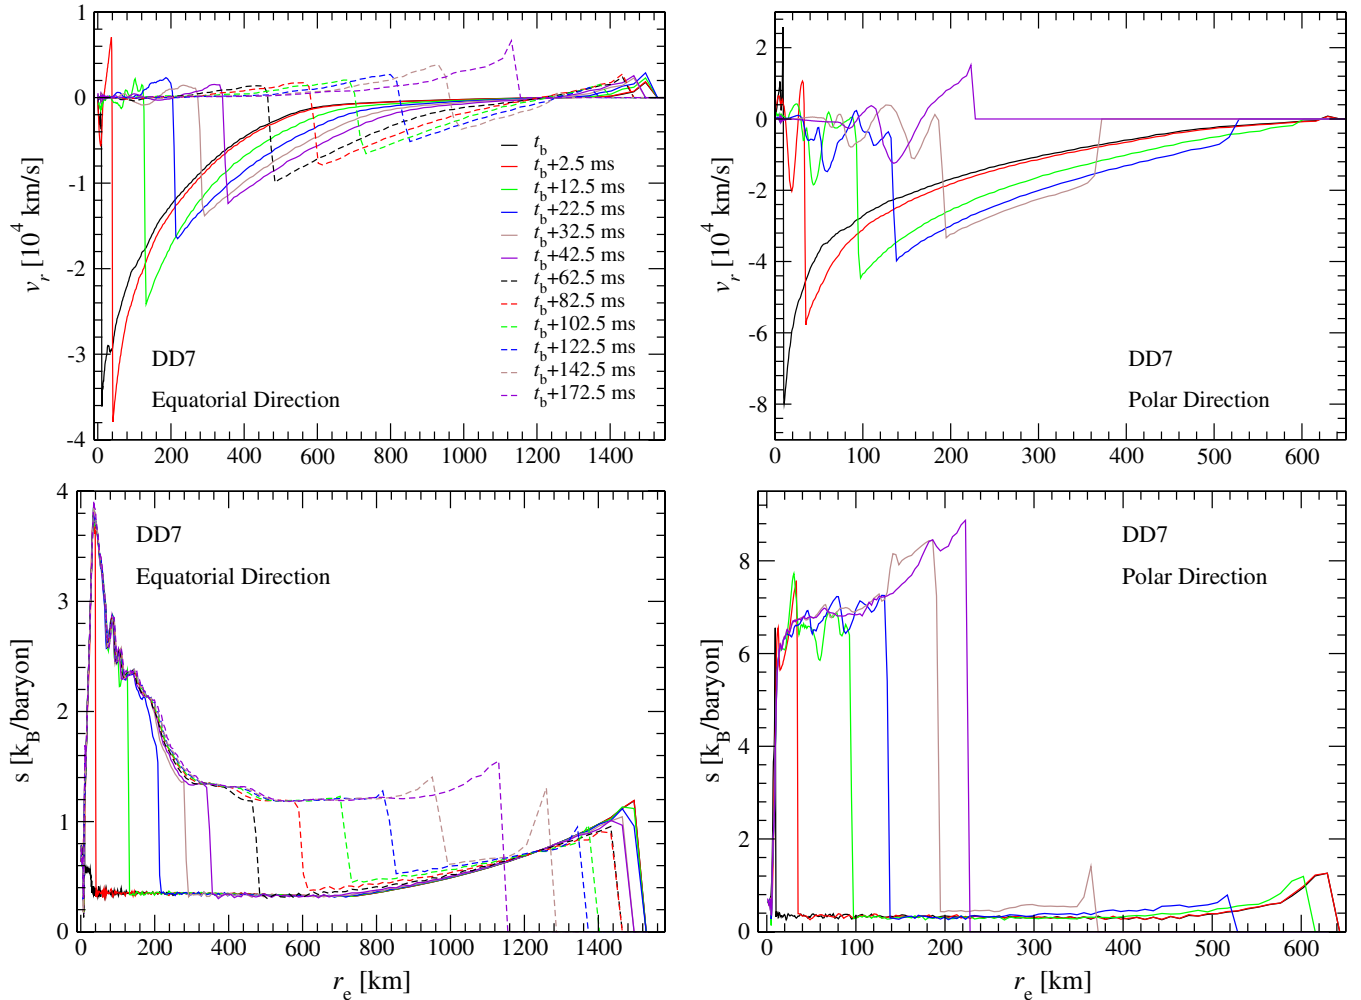 1
0
-1
-2
-3
-4
v_r [10^4 km/s]
0 200 400 600 800 1000 1200 1400
DD7
Equatorial Direction
t_b
t_b+2.5 ms
t_b+12.5 ms
t_b+22.5 ms
t_b+32.5 ms
t_b+42.5 ms
t_b+62.5 ms
t_b+82.5 ms
t_b+102.5 ms
t_b+122.5 ms
t_b+142.5 ms
t_b+172.5 ms
2
0
-2
-4
-6
-8
v_r [10^4 km/s]
0 100 200 300 400 500 600
DD7
Polar Direction
4
3
2
1
0
s [k_B/baryon]
DD7
Equatorial Direction
0 200 400 600 800 1000 1200 1400
r_e [km]
8
6
4
2
0
s [k_B/baryon]
DD7
Polar Direction
0 100 200 300 400 500 600
r_e [km]